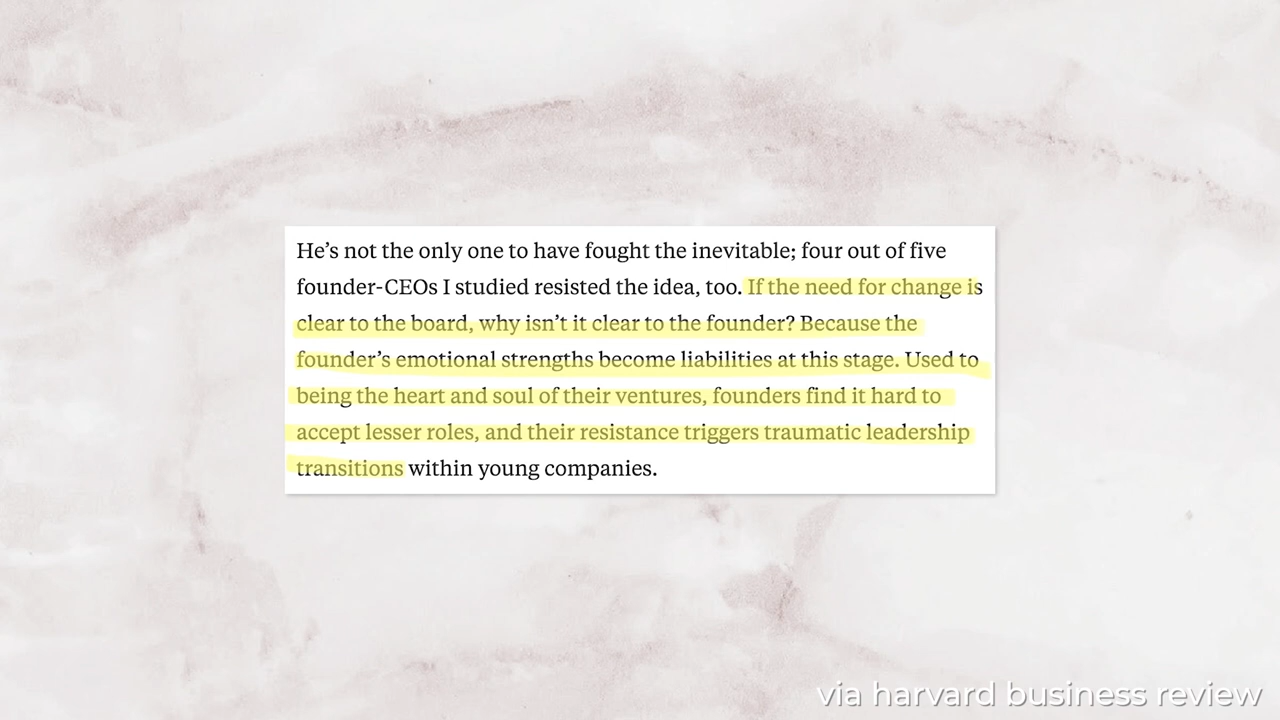 He’s not the only one to have fought the inevitable; four out of five
founder-CEOs I studied resisted the idea, too. If the need for change is
clear to the board, why isn’t it clear to the founder? Because the
founder’s emotional strengths become liabilities at this stage. Used to
being the heart and soul of their ventures, founders find it hard to
accept lesser roles, and their resistance triggers traumatic leadership
transitions within young companies.
via harvard business review